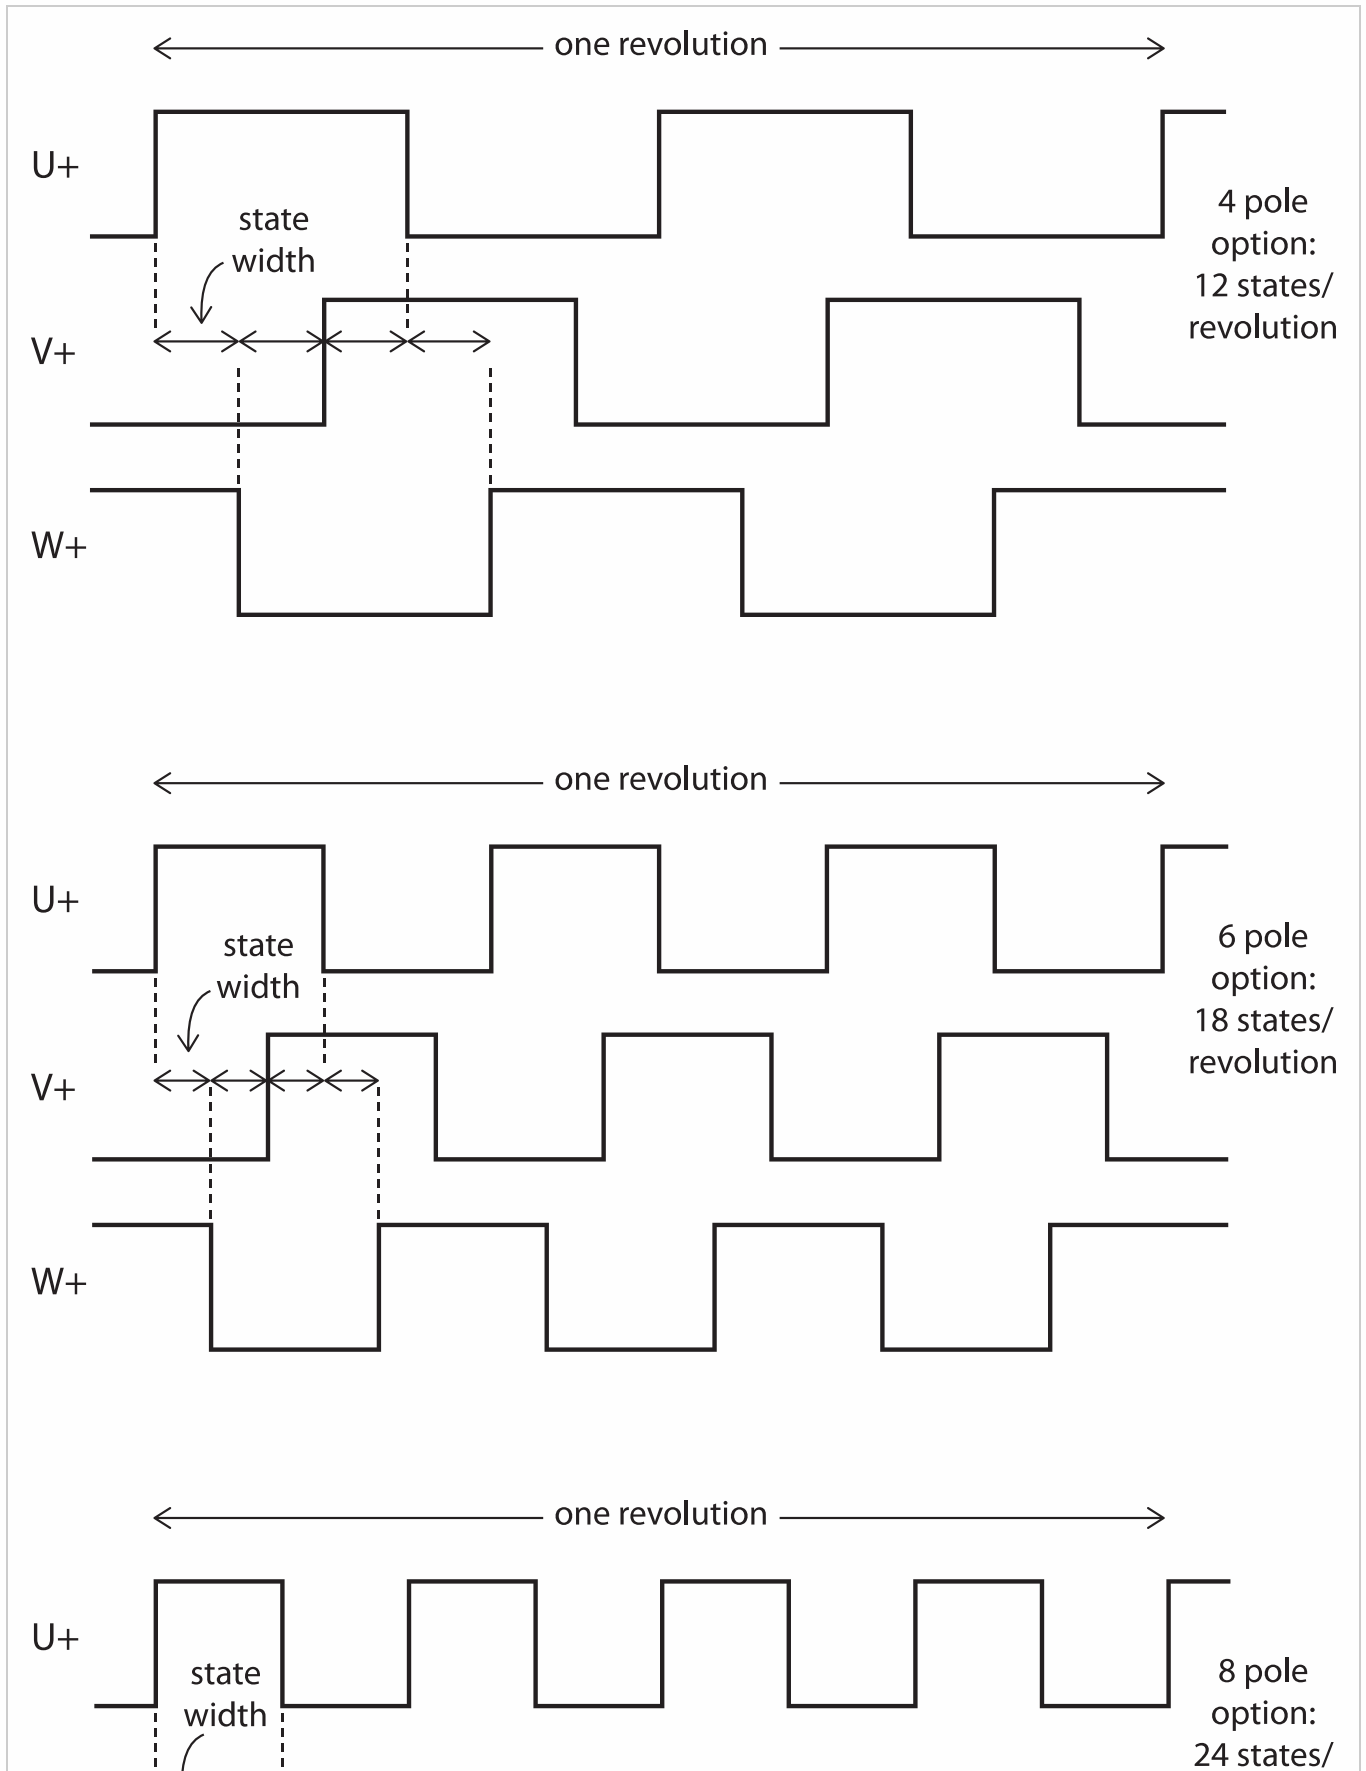 one revolution
U+
state
width
4 pole
option:
12 states/
revolution
V+
W+
one revolution
U+
state
width
6 pole
option:
18 states/
revolution
V+
W+
one revolution
U+
state
width
8 pole
option:
24 states/